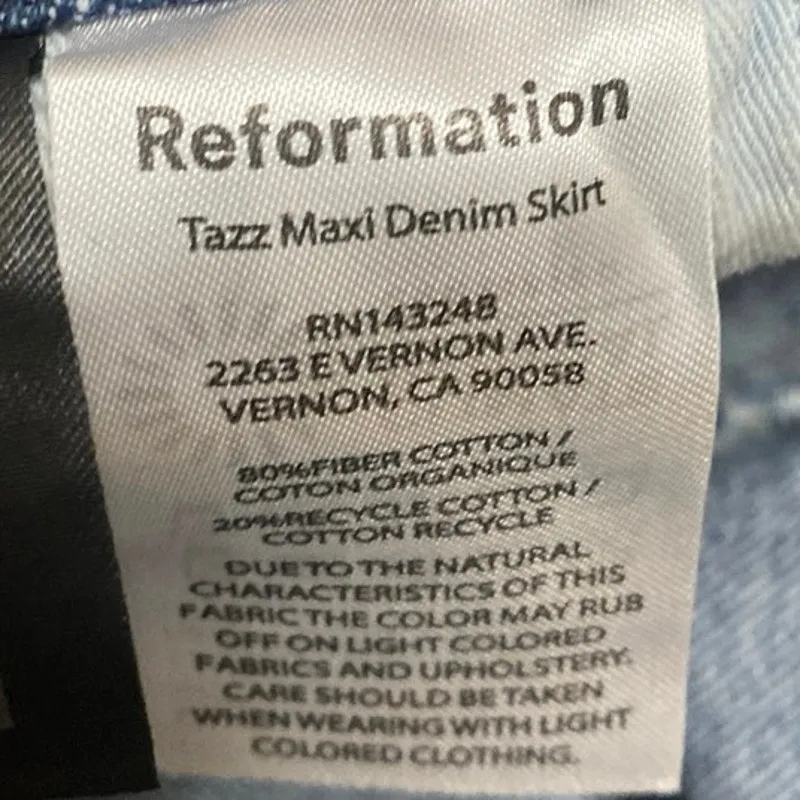 Reformation
Tazz Maxi Denim Skirt
RN143248
2263 E VERNON AVE.
VERNON, CA 90058
80%FIBER COTTON /
COTON ORGANIQUE
20%RECYCLE COTTON /
COTTON RECYCLE
DUE TO THE NATURAL
CHARACTERISTICS OF THIS
FABRIC THE COLOR MAY RUB
OFF ON LIGHT COLORED
FABRICS AND UPHOLSTERY.
CARE SHOULD BE TAKEN
WHEN WEARING WITH LIGHT
COLORED CLOTHING.